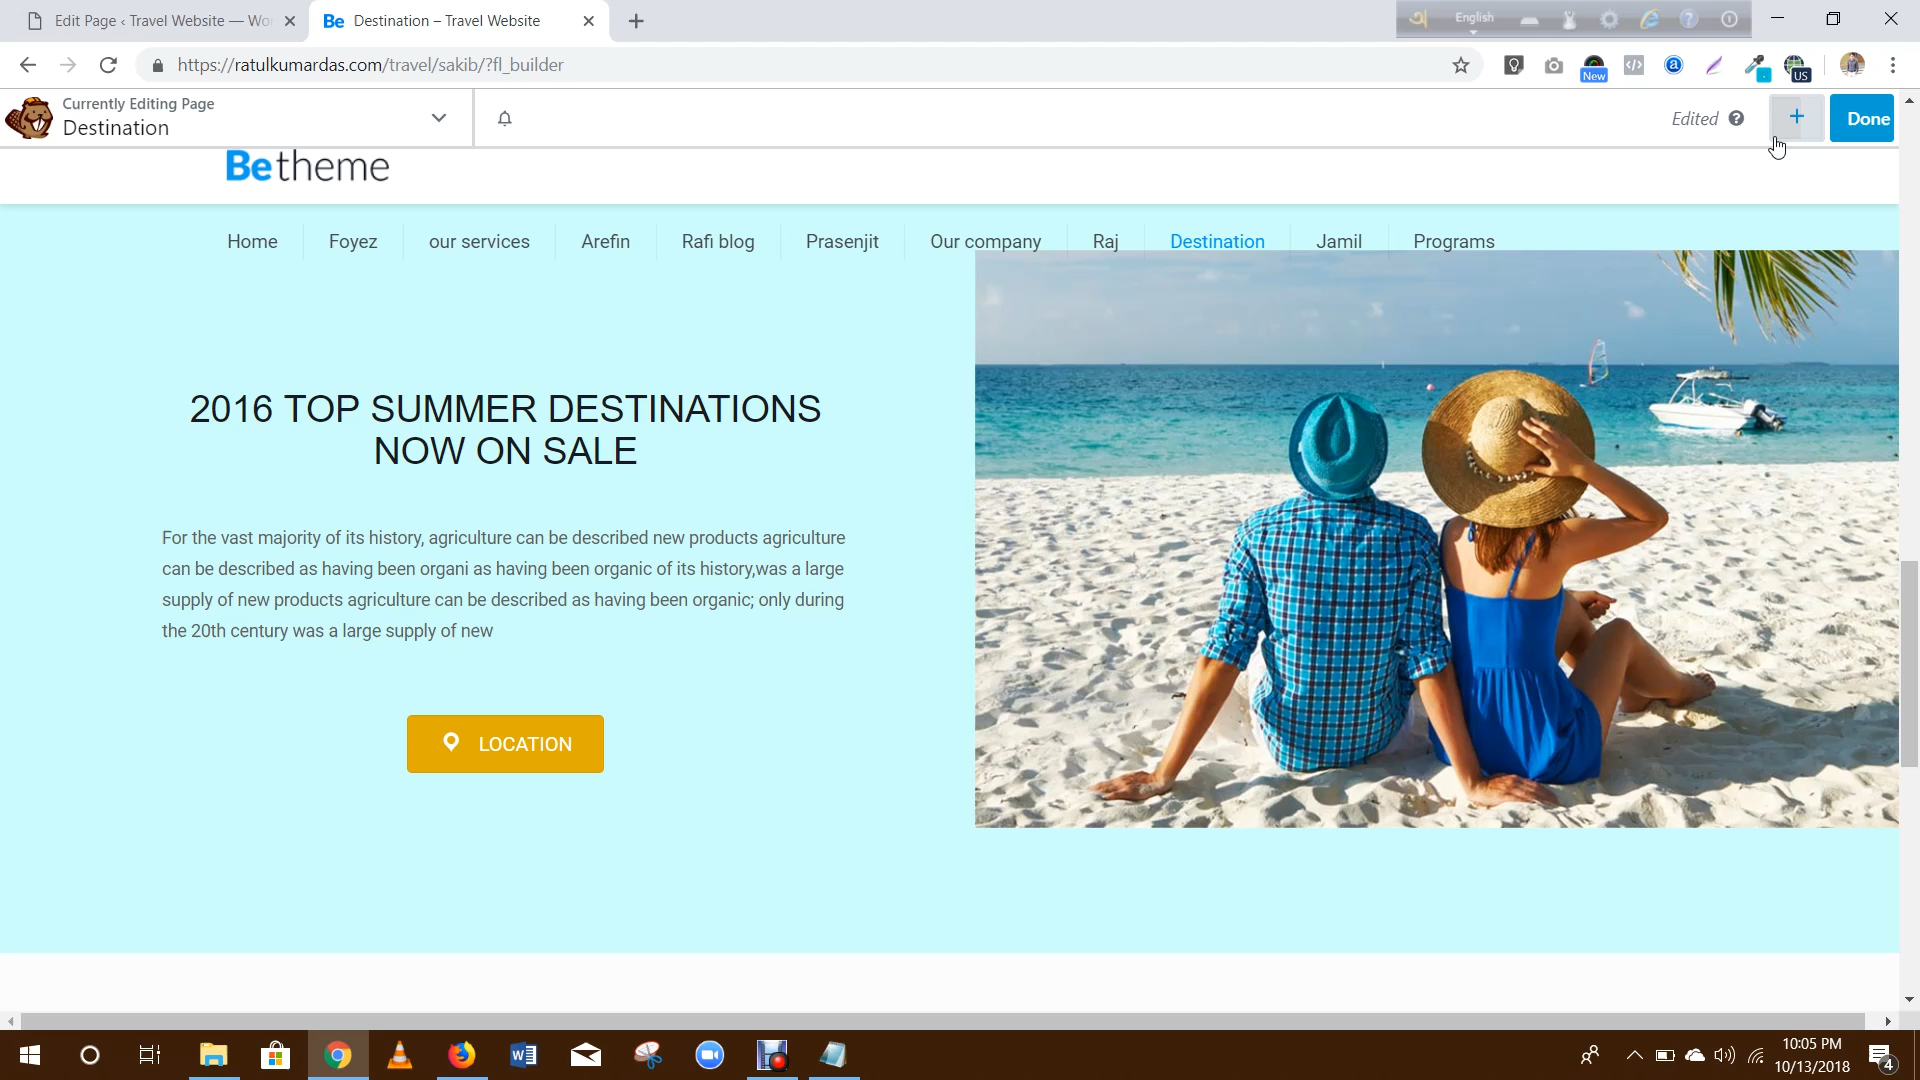 Edit Page ‹ Travel Website — Wo
Be Destination – Travel Website
English
https://ratulkumardas.com/travel/sakib/?fl_builder
New
US
Currently Editing Page
Destination
Edited
Done
Betheme
Home Foyez our services Arefin Rafi blog Prasenjit Our company Raj Destination Jamil Programs
2016 TOP SUMMER DESTINATIONS
NOW ON SALE
For the vast majority of its history, agriculture can be described new products agriculture
can be described as having been organi as having been organic of its history,was a large
supply of new products agriculture can be described as having been organic; only during
the 20th century was a large supply of new
LOCATION
10:05 PM
10/13/2018
4